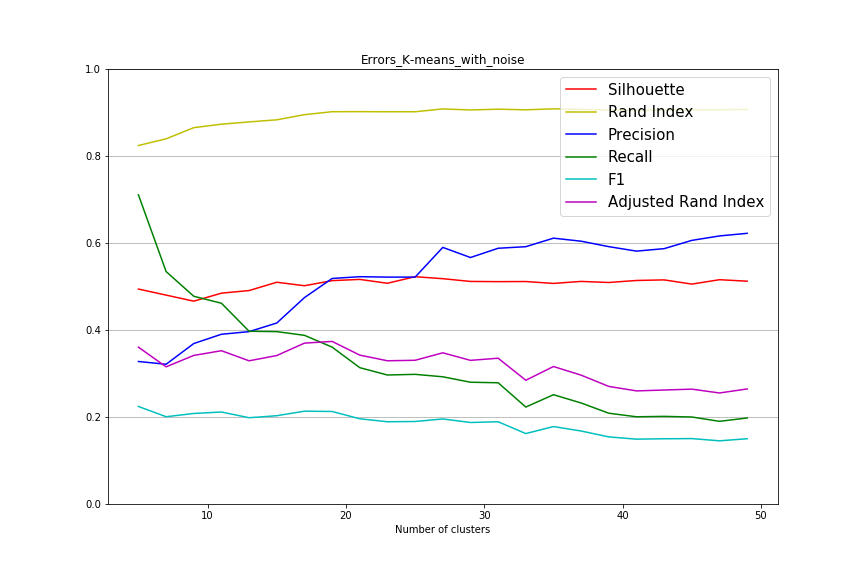 Errors_K-means_with_noise
1.0
0.8
0.6
0.4
0.2
0.0
Silhouette
Rand Index
Precision
Recall
F1
Adjusted Rand Index
10 20 30 40 50
Number of clusters